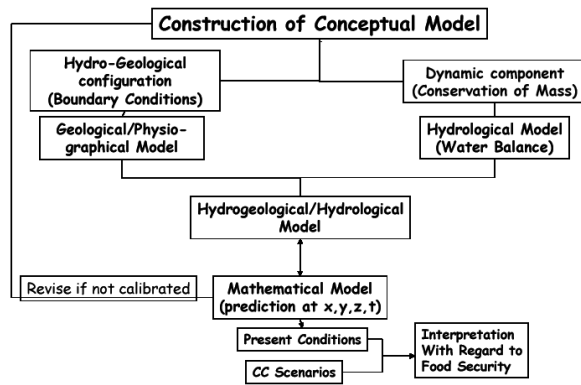 Construction of Conceptual Model
Hydro-Geological
configuration
(Boundary Conditions)
Dynamic component
(Conservation of Mass)
Geological/Physio-
graphical Model
Hydrological Model
(Water Balance)
Hydrogeological/Hydrological
Model
Revise if not calibrated
Mathematical Model
(prediction at x,y,z,t)
Present Conditions
CC Scenarios
Interpretation
With Regard to
Food Security